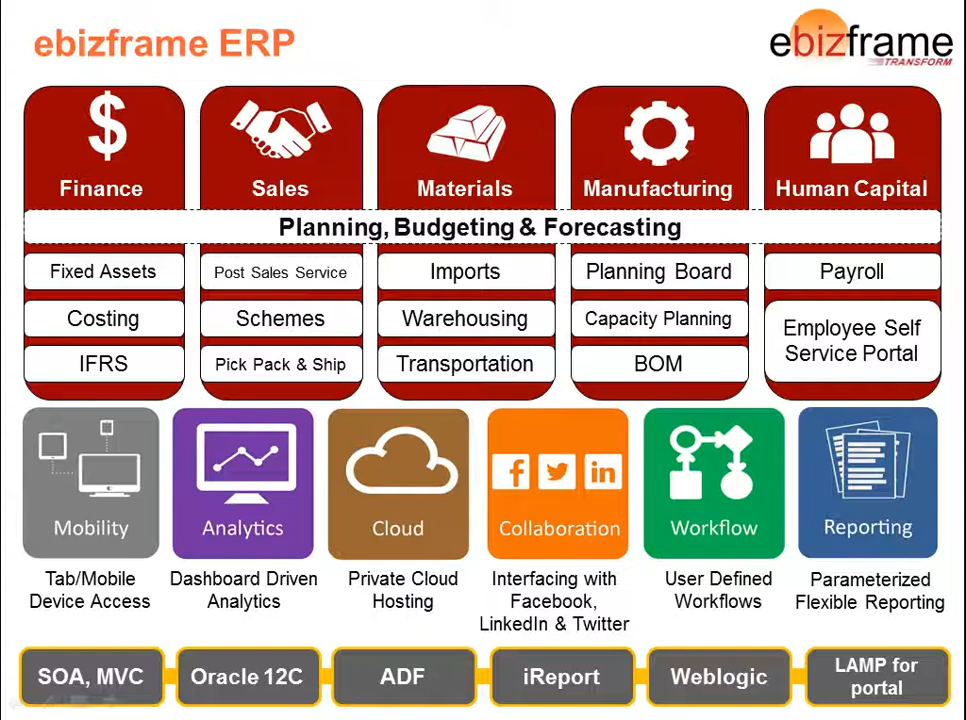 ebizframe ERP
ebizframe
TRANSFORM
Finance
Sales
Materials
Manufacturing
Human Capital
Planning, Budgeting & Forecasting
Fixed Assets
Post Sales Service
Imports
Planning Board
Payroll
Costing
Schemes
Warehousing
Capacity Planning
Employee Self
Service Portal
IFRS
Pick Pack & Ship
Transportation
BOM
Mobility
Analytics
Cloud
Collaboration
Workflow
Reporting
Tab/Mobile
Device Access
Dashboard Driven
Analytics
Private Cloud
Hosting
Interfacing with
Facebook,
LinkedIn & Twitter
User Defined
Workflows
Parameterized
Flexible Reporting
SOA, MVC
Oracle 12C
ADF
iReport
Weblogic
LAMP for
portal